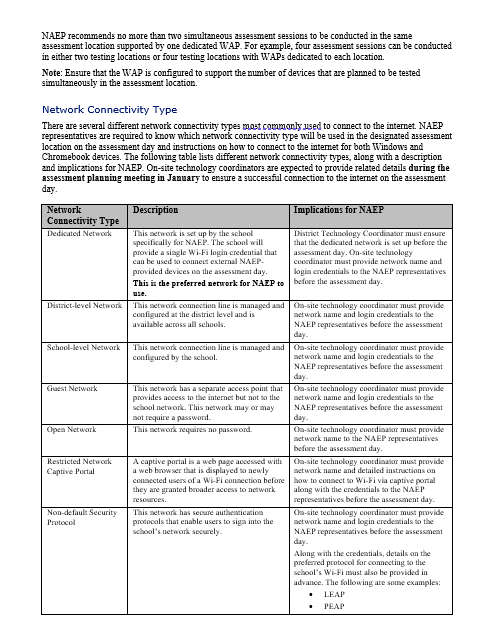 NAEP recommends no more than two simultaneous assessment sessions to be conducted in the same
assessment location supported by one dedicated WAP. For example, four assessment sessions can be conducted
in either two testing locations or four testing locations with WAPs dedicated to each location.
Note: Ensure that the WAP is configured to support the number of devices that are planned to be tested
simultaneously in the assessment location.
Network Connectivity Type
There are several different network connectivity types most commonly used to connect to the internet. NAEP
representatives are required to know which network connectivity type will be used in the designated assessment
location on the assessment day and instructions on how to connect to the internet for both Windows and
Chromebook devices. The following table lists different network connectivity types, along with a description
and implications for NAEP. On-site technology coordinators are expected to provide related details during the
assessment planning meeting in January to ensure a successful connection to the internet on the assessment
day.
Network
Connectivity Type
Description
Implications for NAEP
Dedicated Network
This network is set up by the school
specifically for NAEP. The school will
provide a single Wi-Fi login credential that
can be used to connect external NAEP-
provided devices on the assessment day.
This is the preferred network for NAEP to
use.
District Technology Coordinator must ensure
that the dedicated network is set up before the
assessment day. On-site technology
coordinator must provide network name and
login credentials to the NAEP representatives
before the assessment day.
District-level Network
This network connection line is managed and
configured at the district level and is
available across all schools.
On-site technology coordinator must provide
network name and login credentials to the
NAEP representatives before the assessment
day.
School-level Network
This network connection line is managed and
configured by the school.
On-site technology coordinator must provide
network name and login credentials to the
NAEP representatives before the assessment
day.
Guest Network
This network has a separate access point that
provides access to the internet but not to the
school network. This network may or may
not require a password.
On-site technology coordinator must provide
network name and login credentials to the
NAEP representatives before the assessment
day.
Open Network
This network requires no password.
On-site technology coordinator must provide
network name to the NAEP representatives
before the assessment day.
Restricted Network
Captive Portal
A captive portal is a web page accessed with
a web browser that is displayed to newly
connected users of a Wi-Fi connection before
they are granted broader access to network
resources.
On-site technology coordinator must provide
network name and detailed instructions on
how to connect to Wi-Fi via captive portal
along with the credentials to the NAEP
representatives before the assessment day.
Non-default Security
Protocol
This network has secure authentication
protocols that enable users to sign into the
school's network securely.
On-site technology coordinator must provide
network name and login credentials to the
NAEP representatives before the assessment
day.
Along with the credentials, details on the
preferred protocol for connecting to the
school's Wi-Fi must also be provided in
advance. The following are some examples:
• LEAP
• PEAP